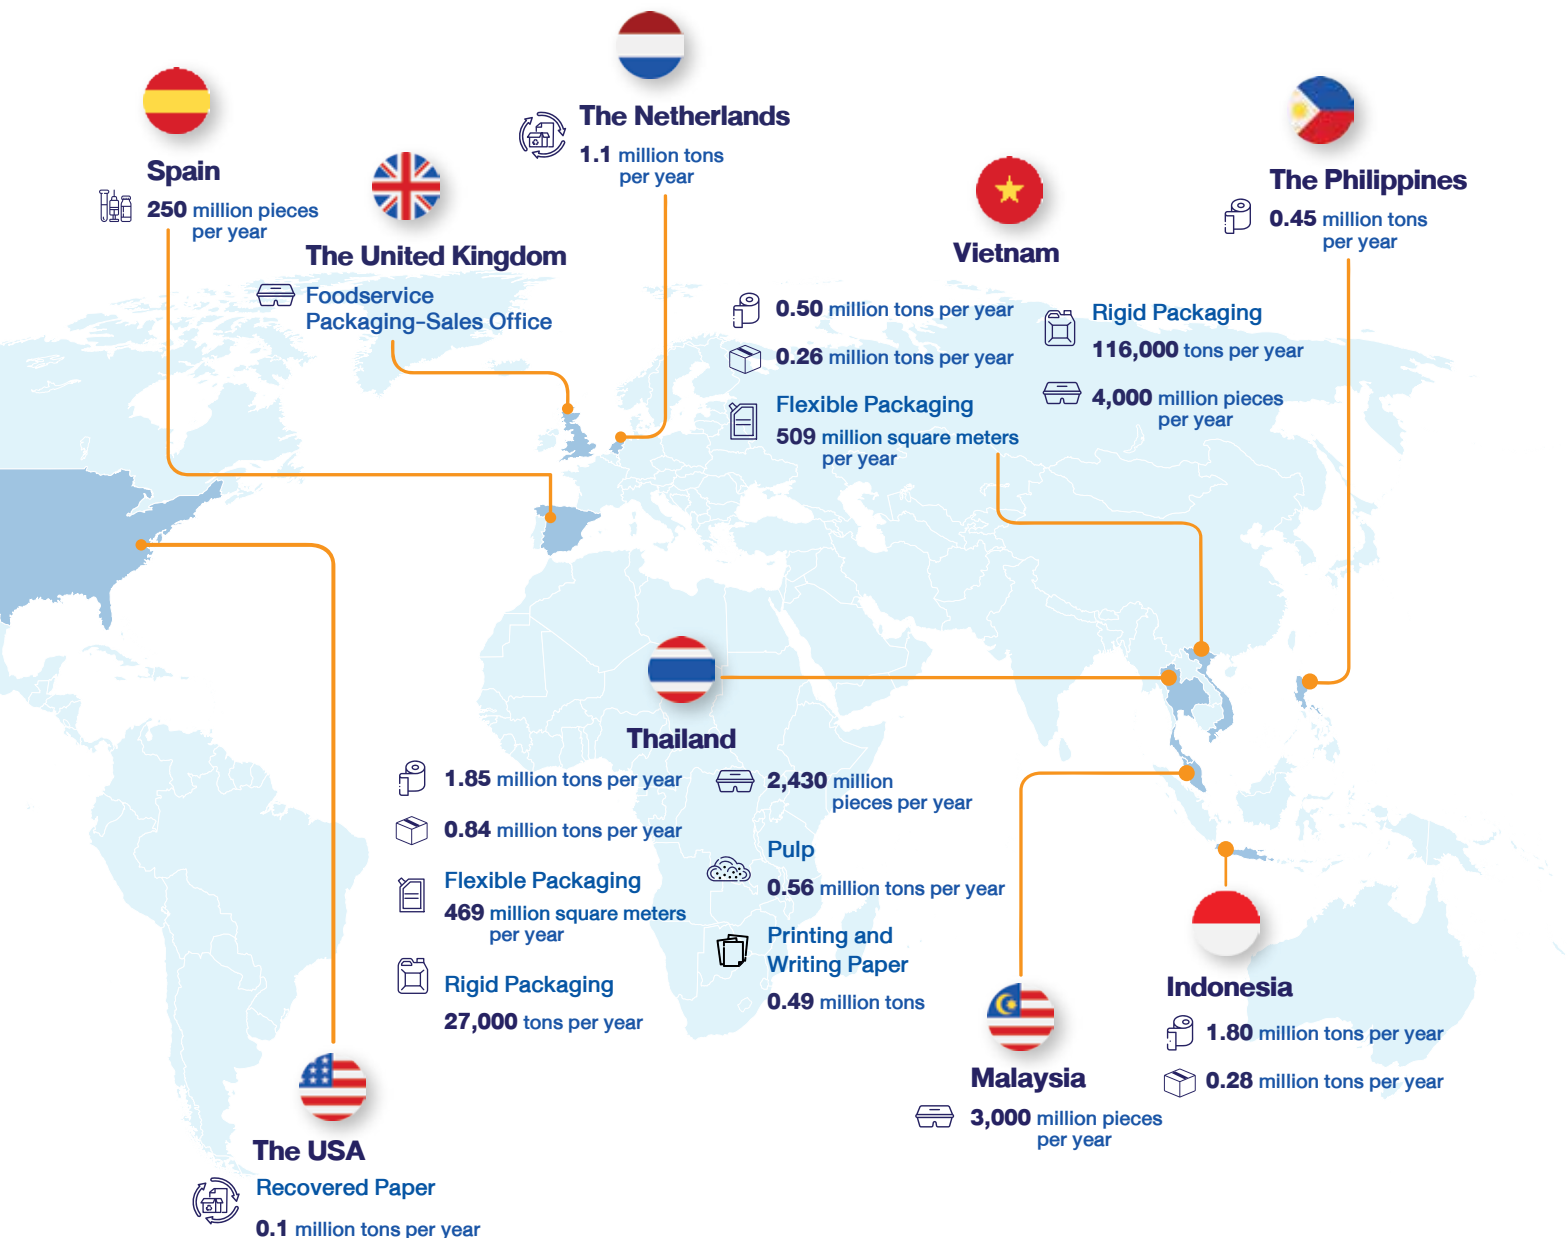 The Netherlands
1.1 million tons
per year
Spain
250 million pieces
per year
The United Kingdom
Foodservice
Packaging-Sales Office
Vietnam
0.50 million tons per year
0.26 million tons per year
Flexible Packaging
509 million square meters
per year
Rigid Packaging
116,000 tons per year
4,000 million pieces
per year
The Philippines
0.45 million tons
per year
Thailand
1.85 million tons per year
0.84 million tons per year
Flexible Packaging
469 million square meters
per year
Rigid Packaging
27,000 tons per year
2,430 million
pieces per year
Pulp
0.56 million tons per year
Printing and
Writing Paper
0.49 million tons
Indonesia
1.80 million tons per year
0.28 million tons per year
Malaysia
3,000 million pieces
per year
The USA
Recovered Paper
0.1 million tons per year